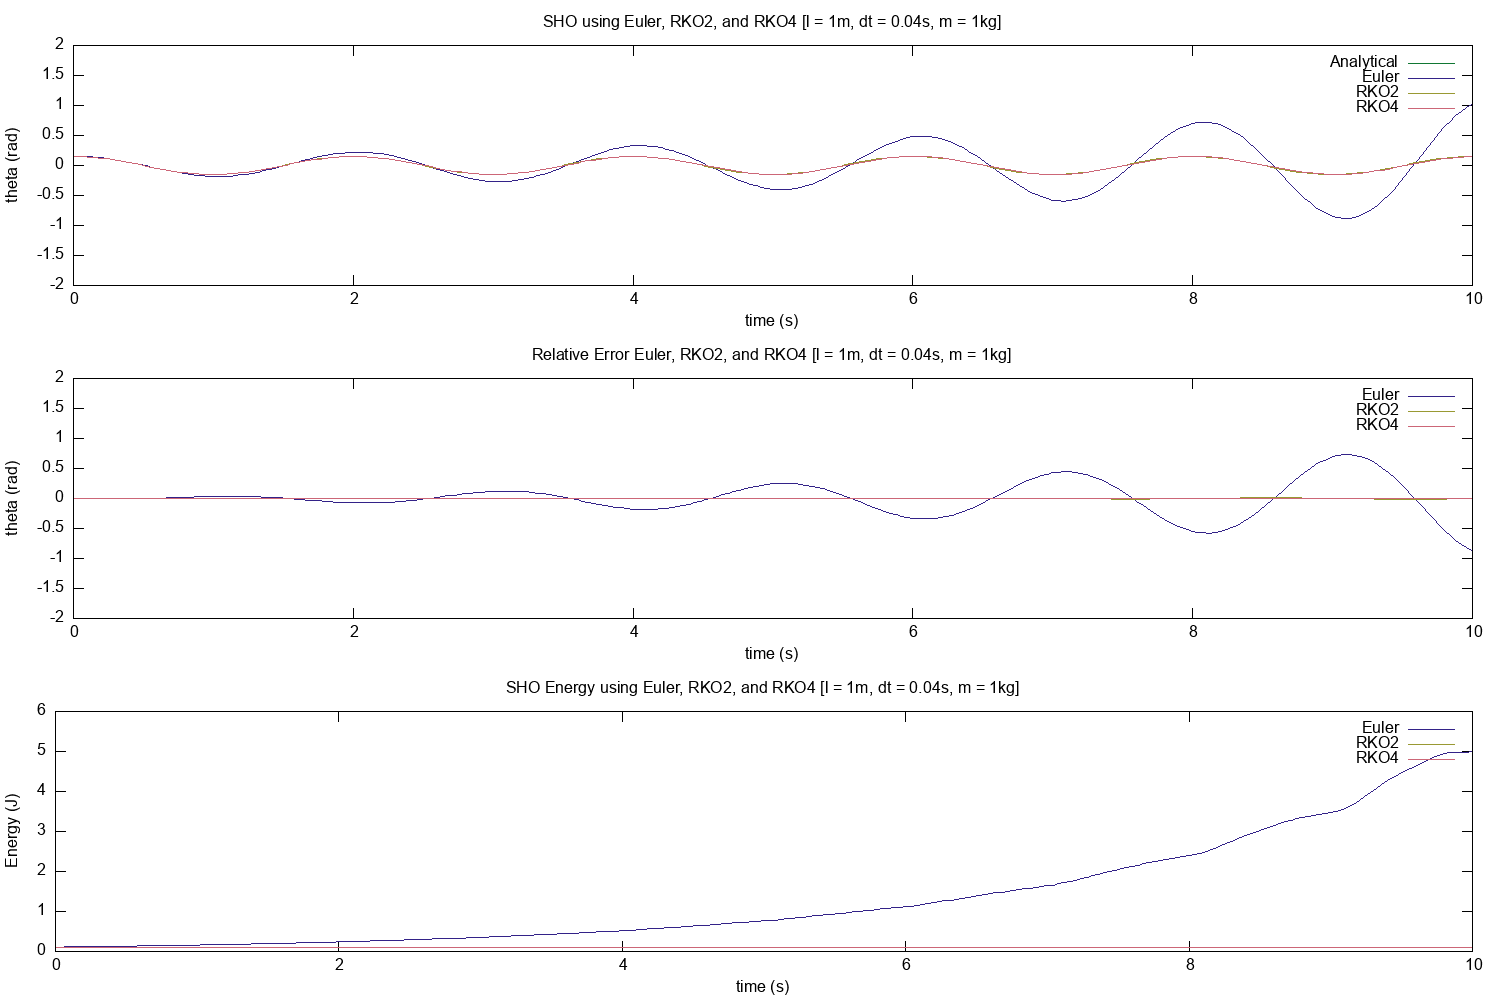 SHO using Euler, RKO2, and RKO4 [l = 1m, dt = 0.04s, m = 1kg]
2
1.5
1
0.5
0
-0.5
-1
-1.5
-2
theta (rad)
Analytical
Euler
RKO2
RKO4
0 2 4 6 8 10
time (s)
Relative Error Euler, RKO2, and RKO4 [l = 1m, dt = 0.04s, m = 1kg]
2
1.5
1
0.5
0
-0.5
-1
-1.5
-2
theta (rad)
Euler
RKO2
RKO4
0 2 4 6 8 10
time (s)
SHO Energy using Euler, RKO2, and RKO4 [l = 1m, dt = 0.04s, m = 1kg]
6
5
4
3
2
1
0
Energy (J)
Euler
RKO2
RKO4
0 2 4 6 8 10
time (s)